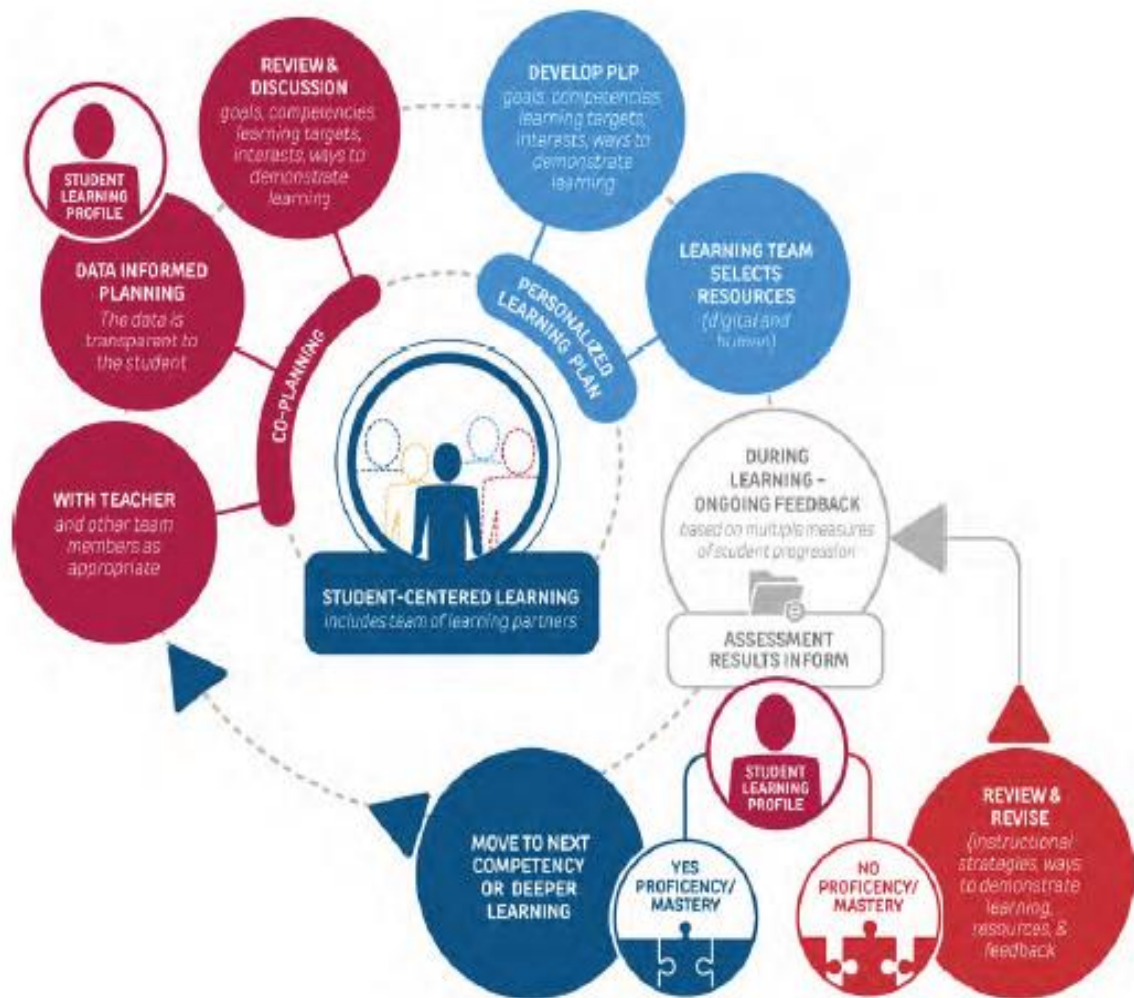 REVIEW &
DISCUSSION
goals, competencies,
learning targets,
interests, ways to
demonstrate
learning
STUDENT
LEARNING
PROFILE
DATA INFORMED
PLANNING
The data is
transparent to
the student
WITH TEACHER
and other team
members as
appropriate
CO-PLANNING
DEVELOP PLP
goals, competencies
learning targets,
interests, ways to
demonstrate
learning
PERSONALIZED
LEARNING PLAN
LEARNING TEAM
SELECTS
RESOURCES
(digital and
human)
STUDENT-CENTERED LEARNING
includes team of learning partners
DURING
LEARNING –
ONGOING FEEDBACK
based on multiple measures
of student progression
ASSESSMENT
RESULTS INFORM
STUDENT
LEARNING
PROFILE
YES
PROFICIENCY/
MASTERY
NO
PROFICIENCY/
MASTERY
MOVE TO NEXT
COMPETENCY
OR DEEPER
LEARNING
REVIEW &
REVISE
(instructional
strategies, ways
to demonstrate
learning,
resources, &
feedback